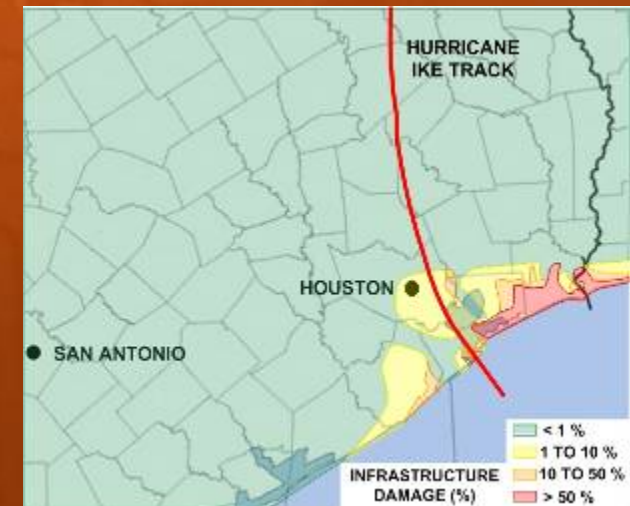 HURRICANE
IKE TRACK
HOUSTON
SAN ANTONIO
< 1 %
1 TO 10 %
10 TO 50 %
> 50 %
INFRASTRUCTURE
DAMAGE (%)